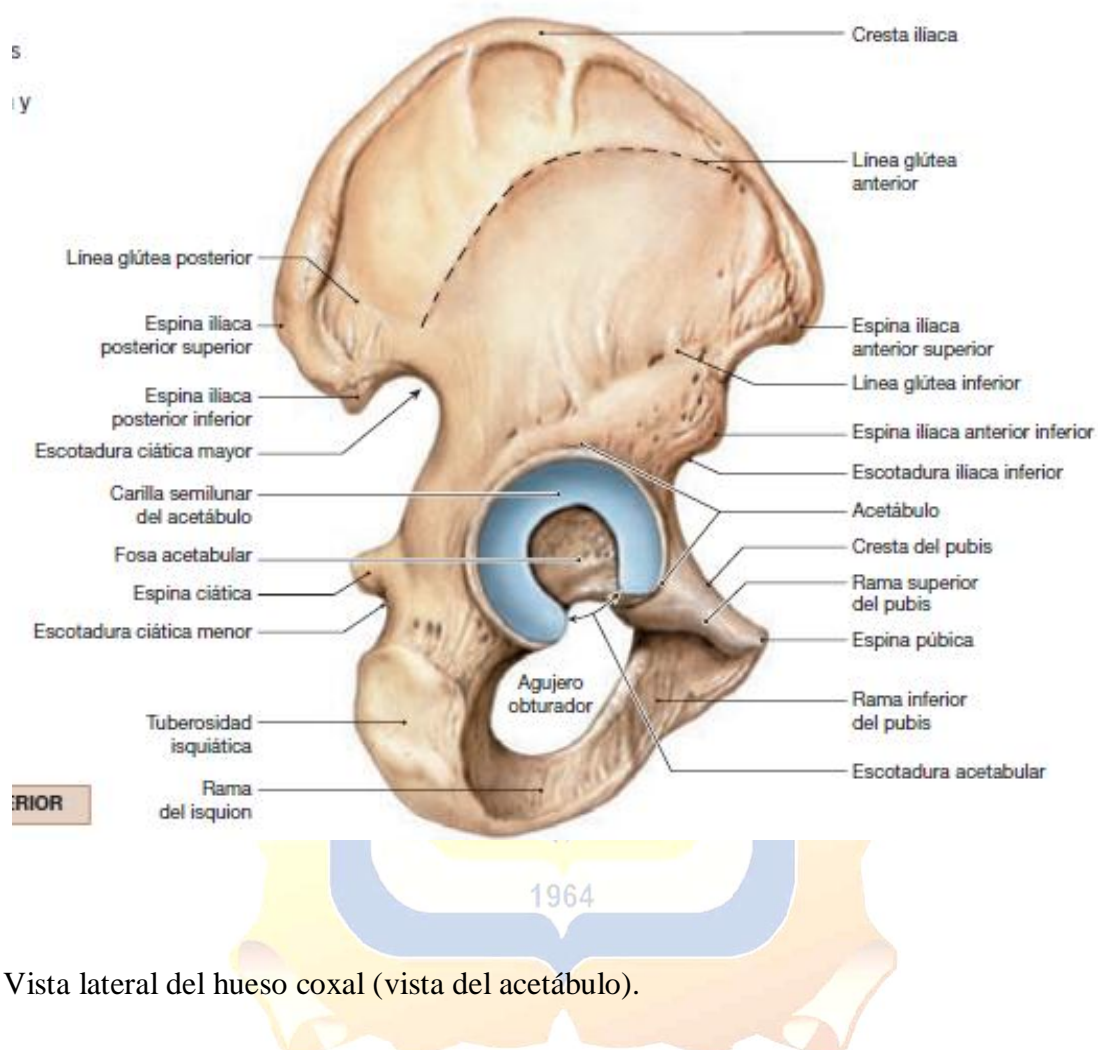 s
y
Cresta ilíaca
Línea glútea
anterior
Línea glútea posterior
Espina ilíaca
posterior superior
Espina ilíaca
anterior superior
Línea glútea inferior
Espina ilíaca
posterior inferior
Espina ilíaca anterior inferior
Escotadura ciática mayor
Escotadura ilíaca inferior
Carilla semilunar
del acetábulo
Acetábulo
Fosa acetabular
Cresta del pubis
Espina ciática
Rama superior
del pubis
Escotadura ciática menor
Espina púbica
Agujero
obturador
Rama inferior
del pubis
Tuberosidad
isquiática
Escotadura acetabular
Rama
del isquion
ERIOR
1964
Vista lateral del hueso coxal (vista del acetábulo).